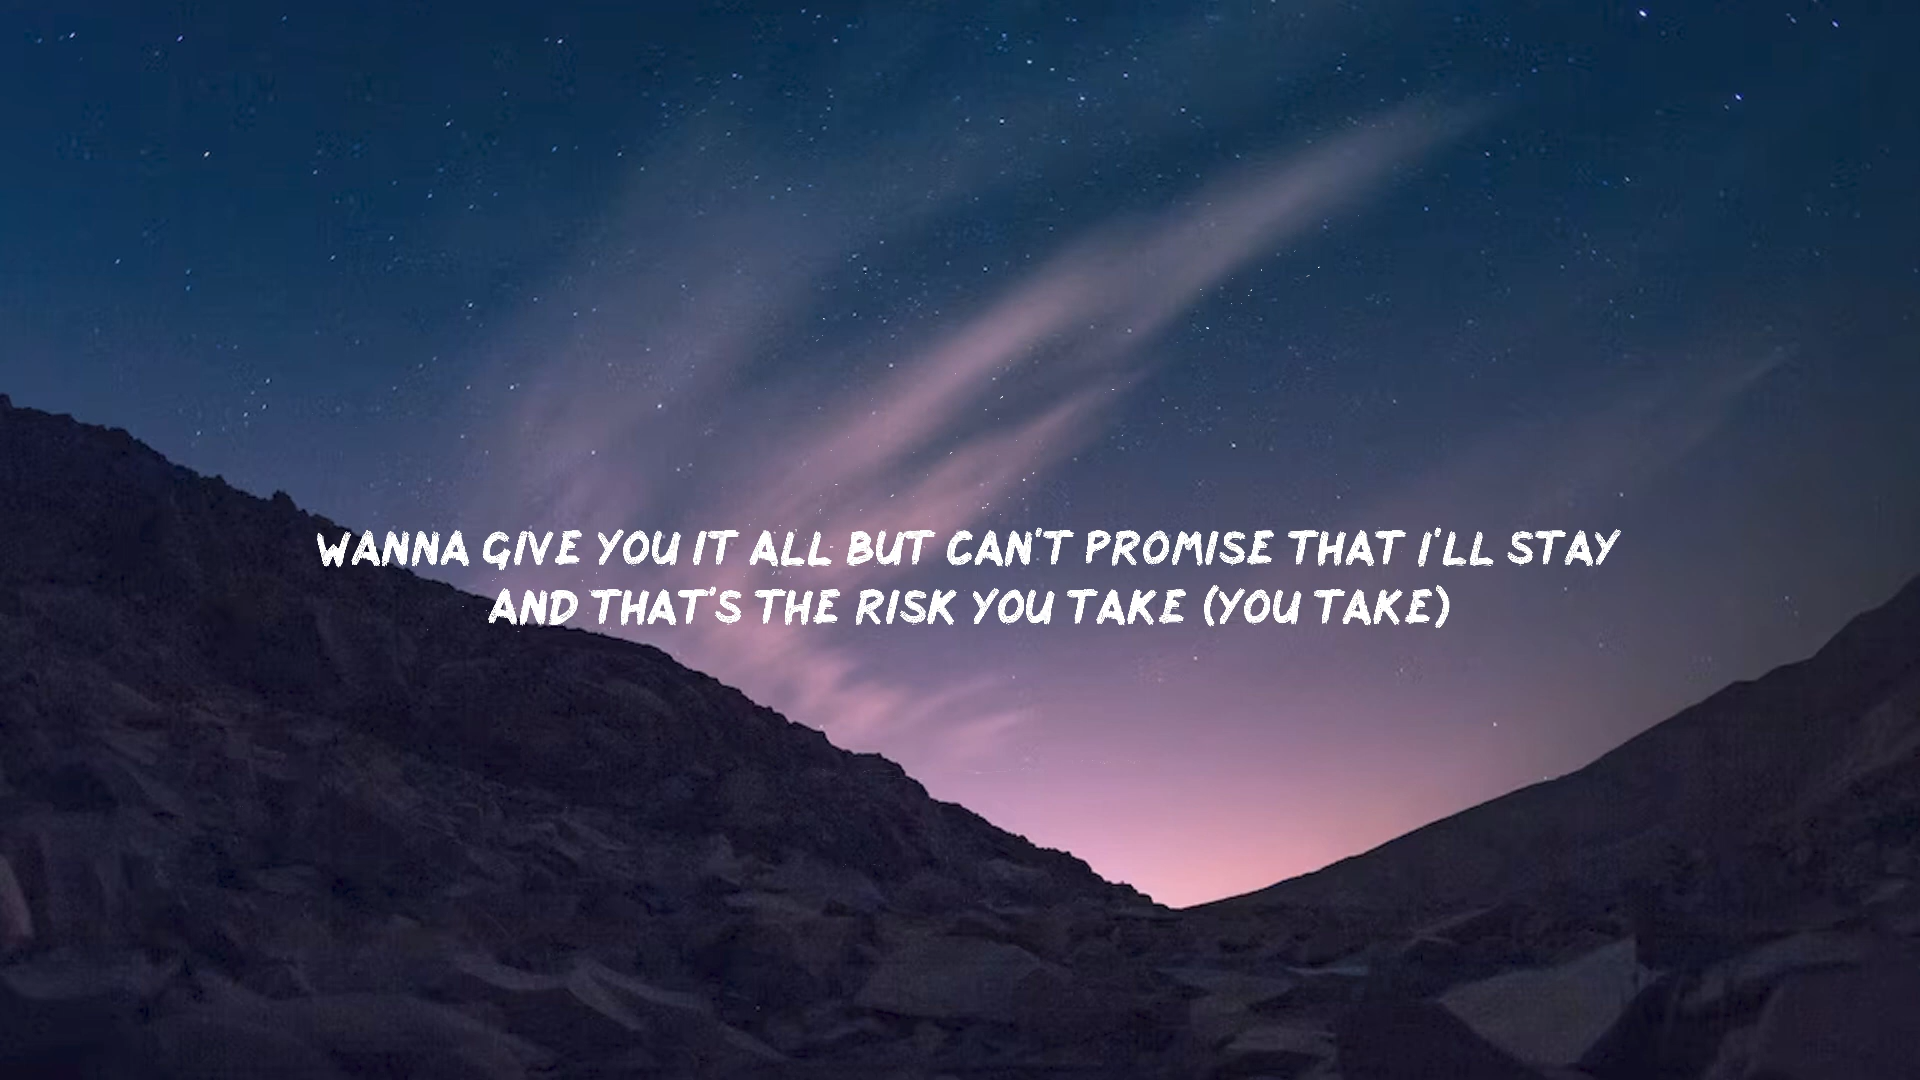 WANNA GIVE YOU IT ALL BUT CAN'T PROMISE THAT I'LL STAY
AND THAT'S THE RISK YOU TAKE (YOU TAKE)